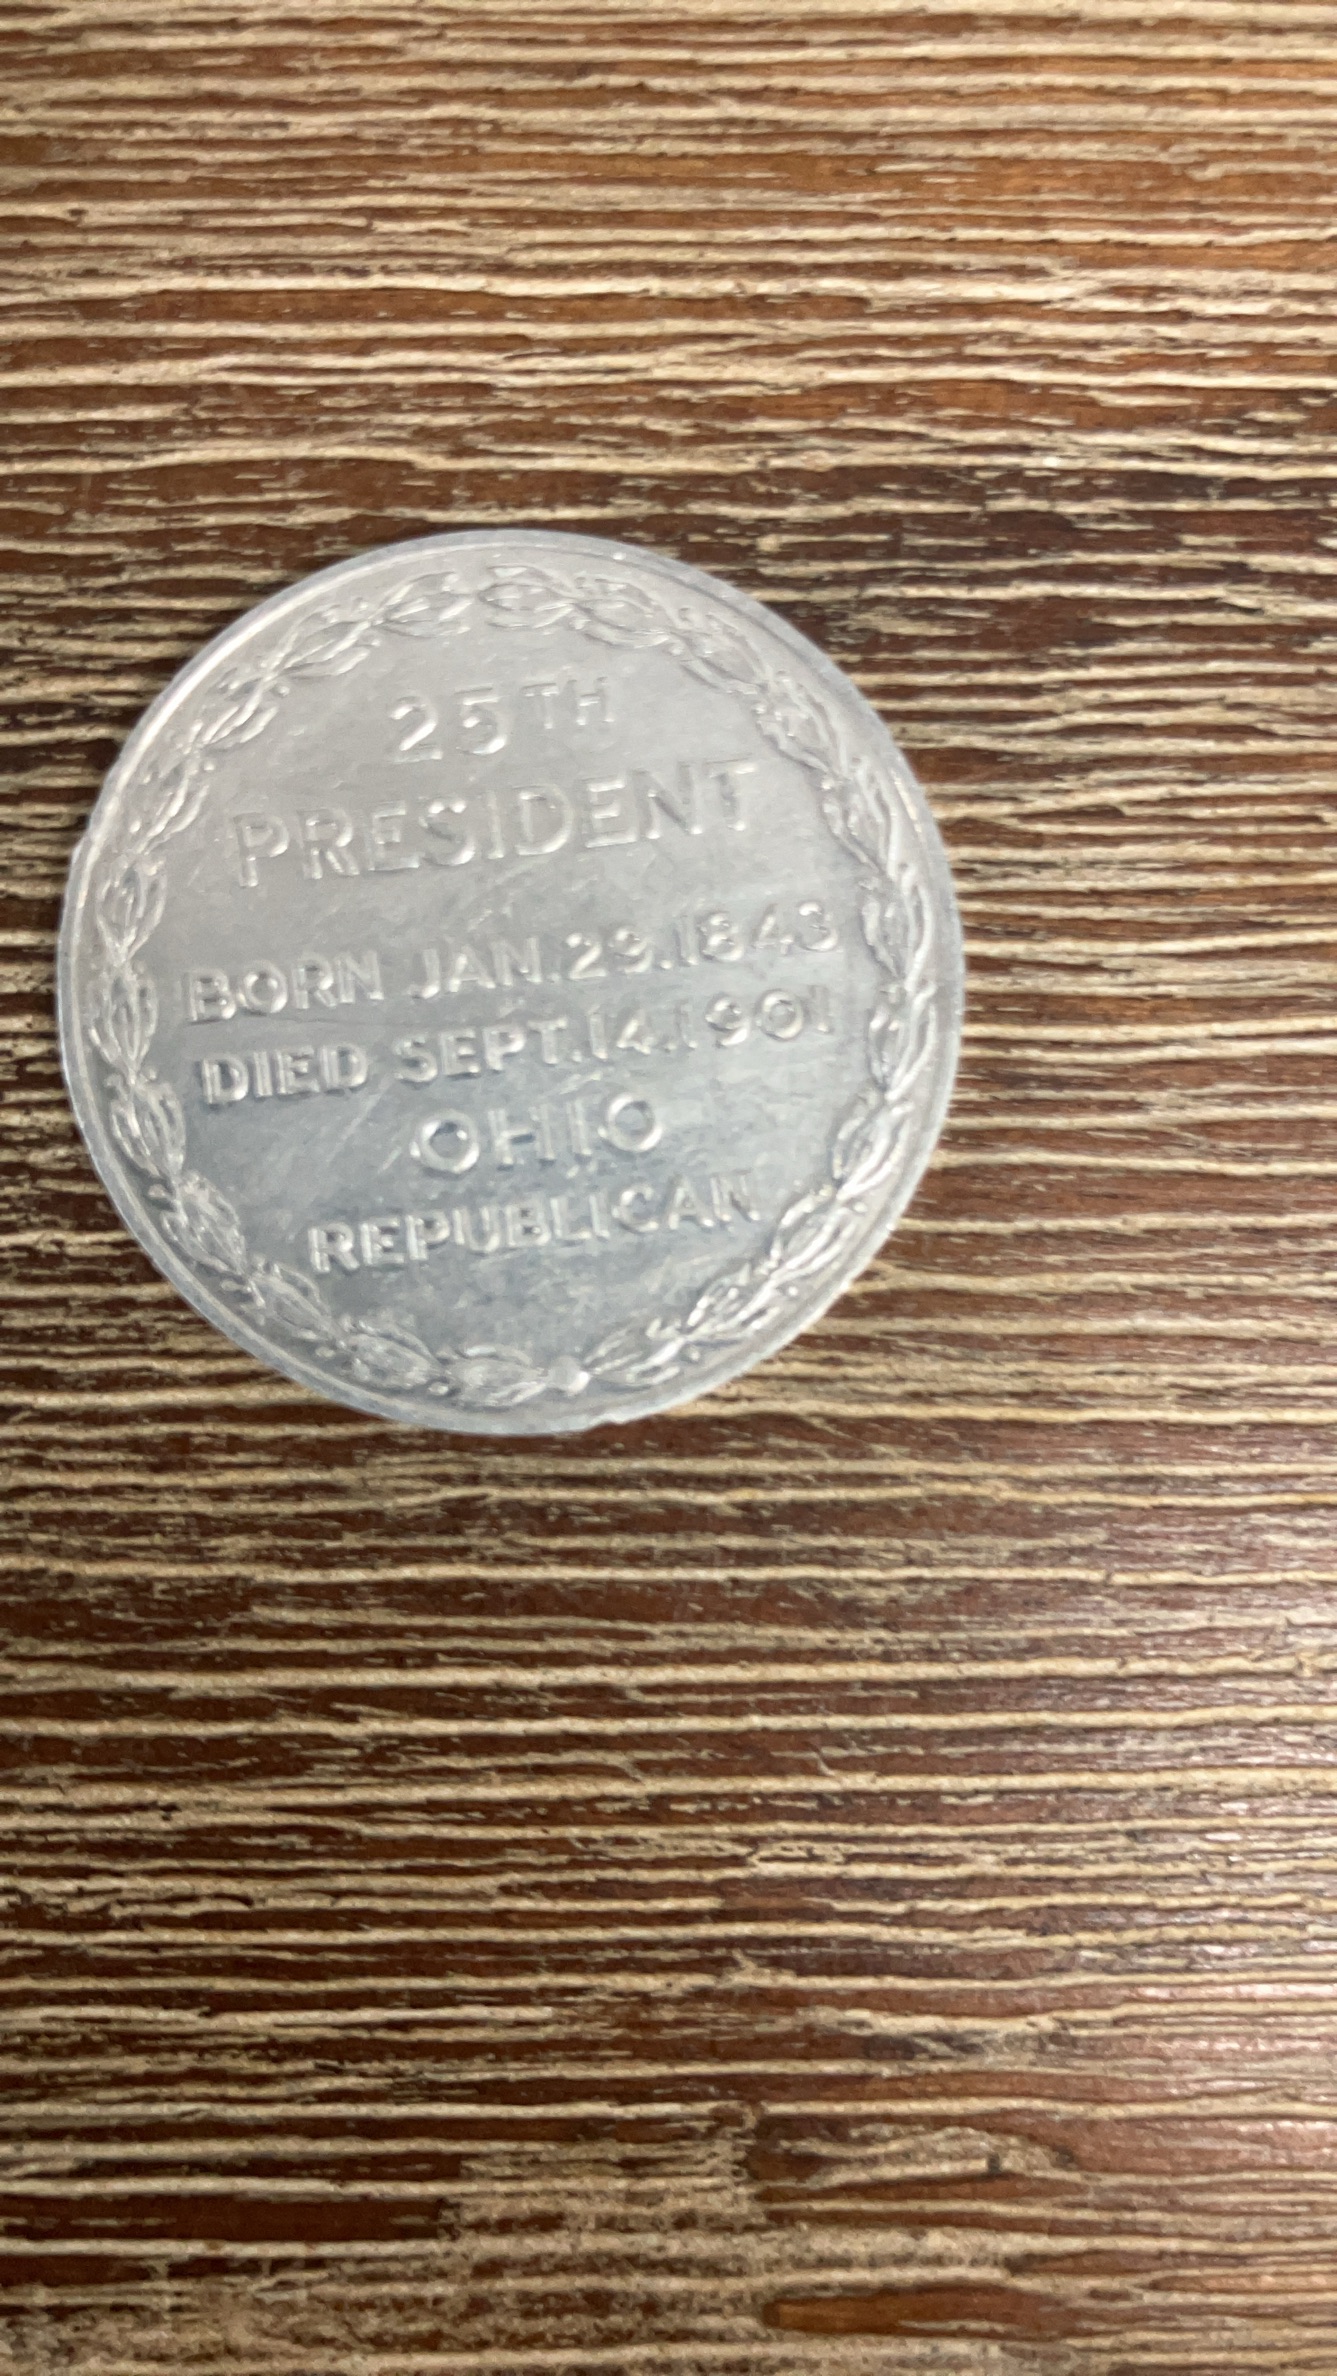 25TH
PRESIDENT
BORN JAN.29.1843
DIED SEPT.14.1901
OHIO
REPUBLICAN